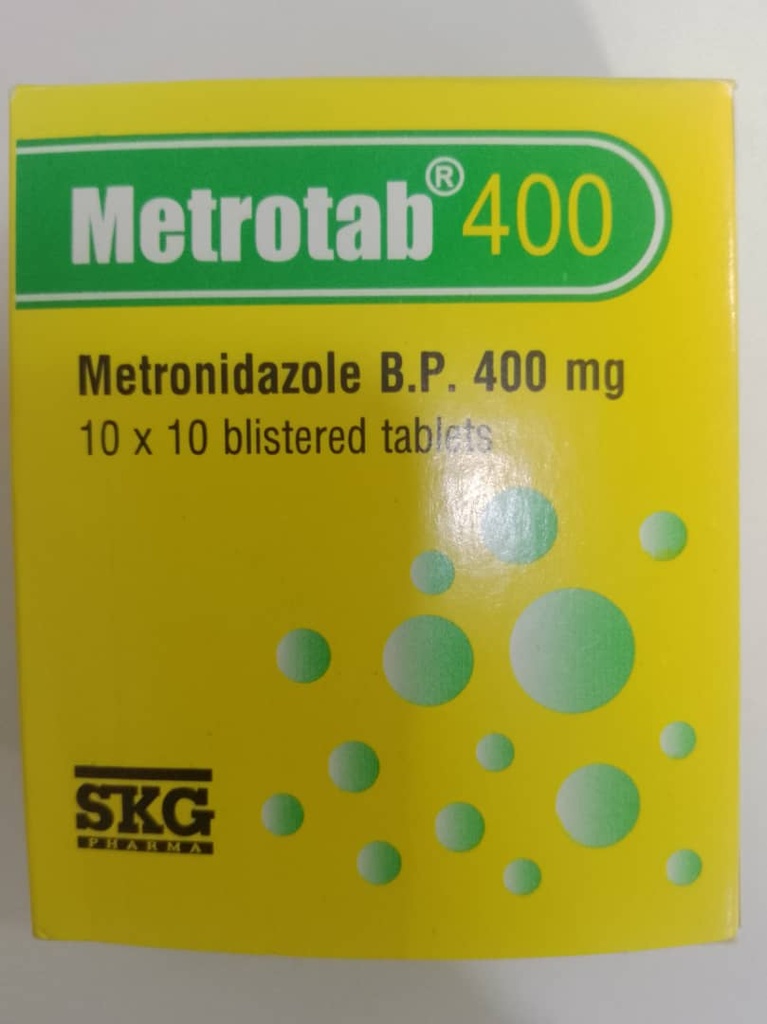 Metrotab® 400
Metronidazole B.P. 400 mg
10 x 10 blistered tablets
SKG
PHARMA